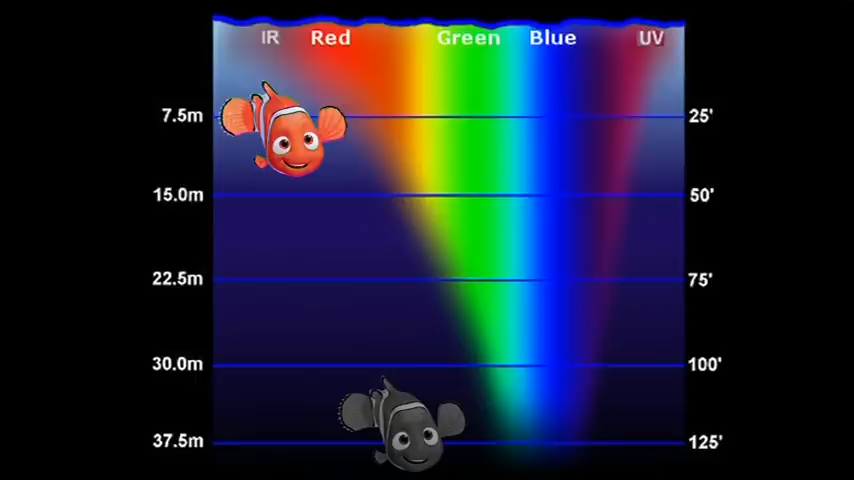 IR Red Green Blue UV
7.5m 25'
15.0m 50'
22.5m 75'
30.0m 100'
37.5m 125'